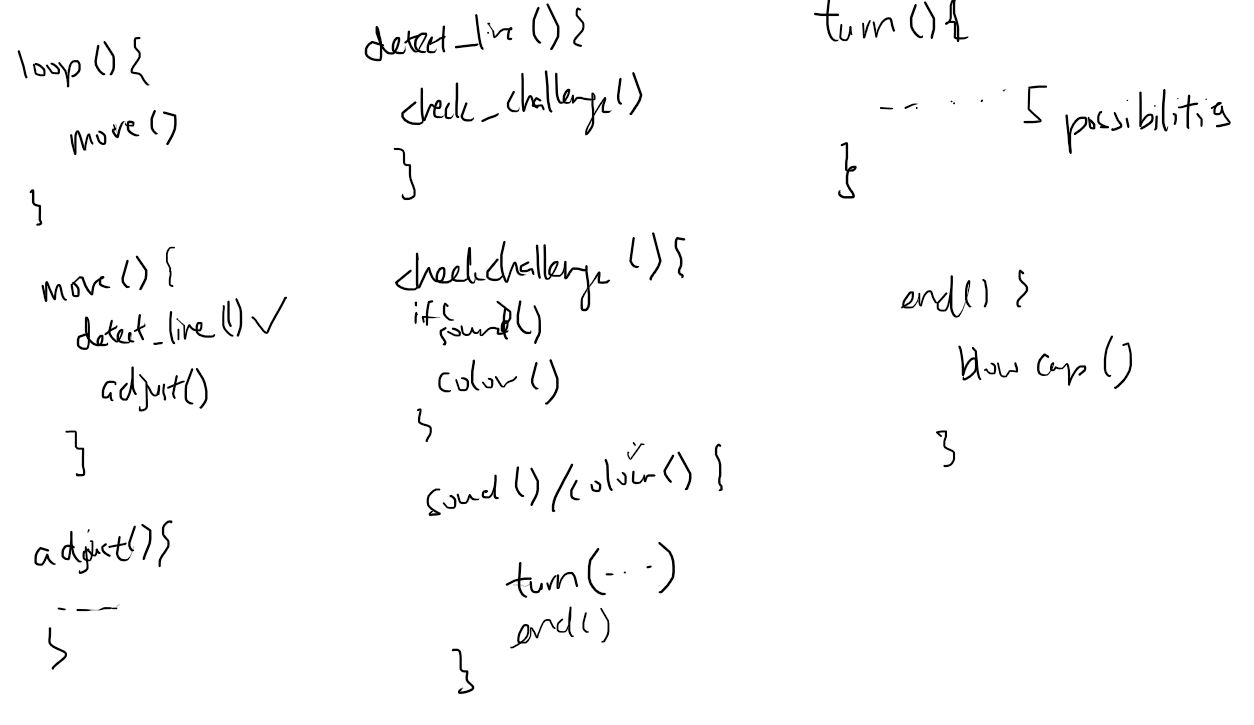 loop () {
move ()
}
move () {
detect_line () ✓
adjust()
}
adjust() {
----
}
detect_line () {
check_challenge()
}
checkchallenge () {
if( sound)()
color ()
}
sound () / colour () {
turn (-...)
end ()
}
turn () {
-- ..... 5 possibilities
}
end() {
blow cap ()
}